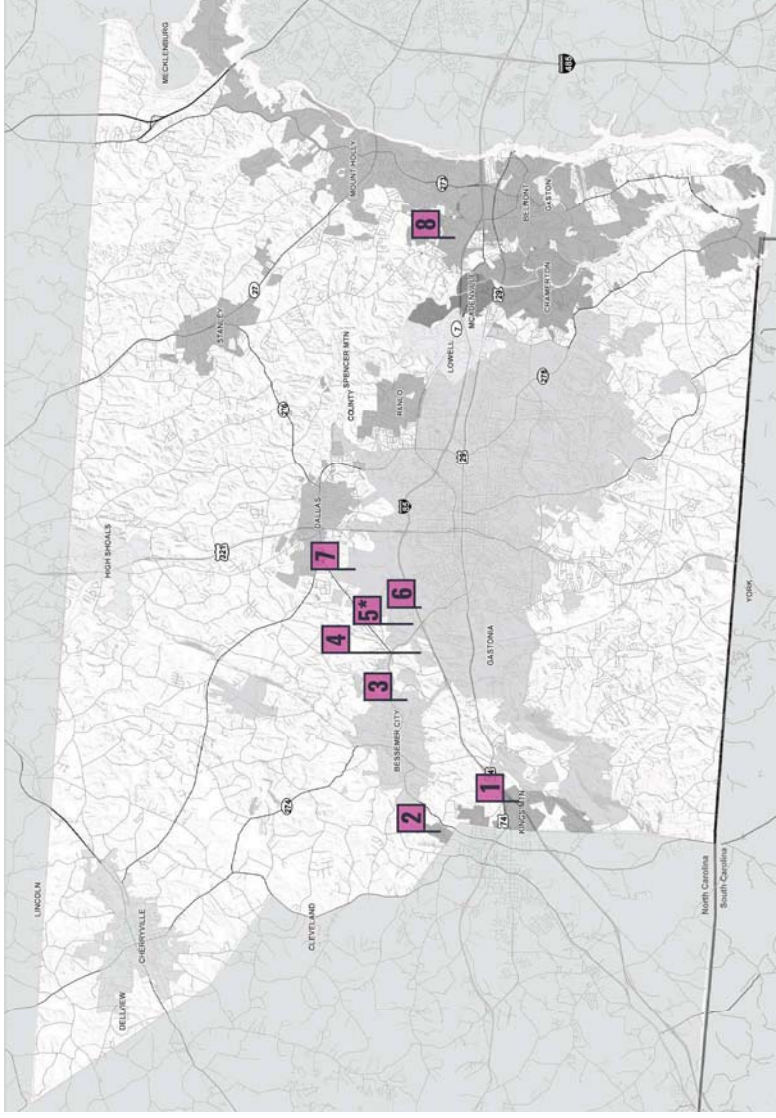 LINCOLN
HIGH SHOALS
DELLVIEW
CHERRYVILLE
MECKLENBURG
STANLEY
321
27
276
274
CLEVELAND
DALLAS
7
4
COUNTY
SPENCER MTN
MOUNT HOLLY
5*
3
BESSEMER CITY
6
RANLO
85
2
8
273
LOWELL
7
29
MCADENVILLE
GASTONIA
1
29
74
KINGS MTN
BELMONT
CRAMERTON
GASTON
485
North Carolina
South Carolina
YORK